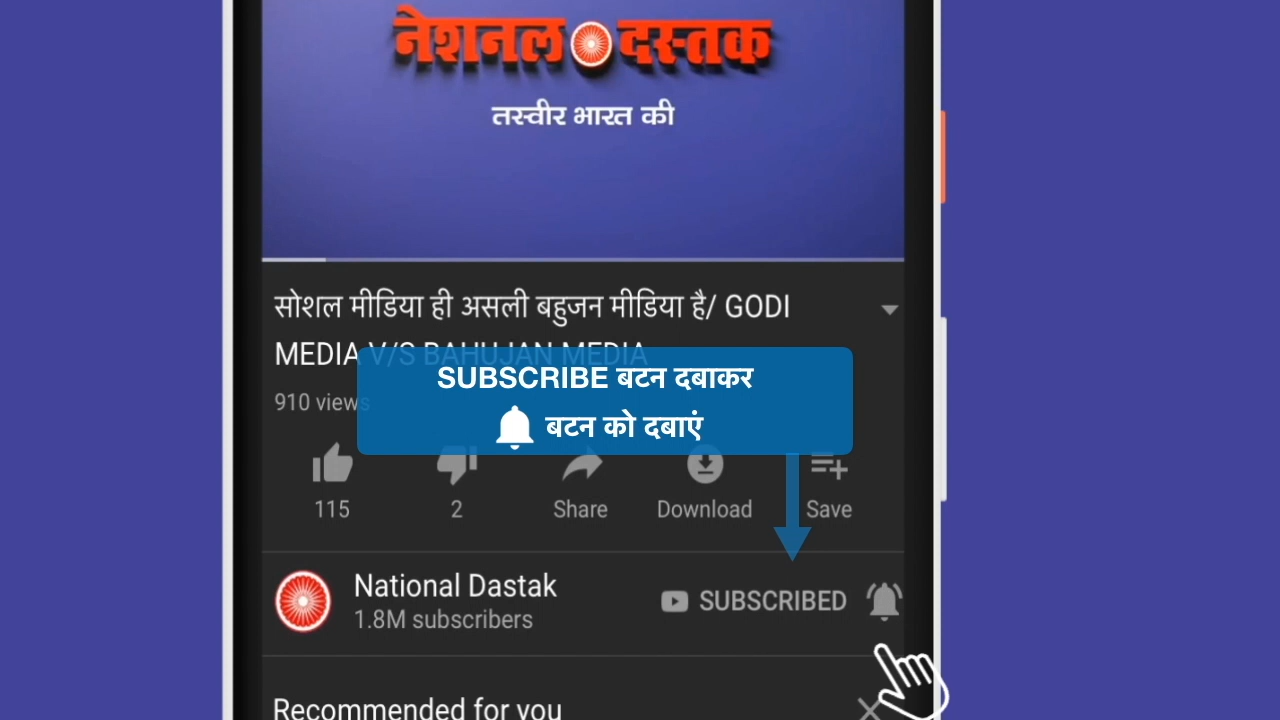 नेशनल दस्तक
तस्वीर भारत की
सोशल मीडिया ही असली बहुजन मीडिया है/ GODI
MEDIA V/S BAHUJAN MEDIA
910 views
SUBSCRIBE बटन दबाकर
बटन को दबाएं
115
2
Share
Download
Save
National Dastak
1.8M subscribers
SUBSCRIBED
Recommended for you